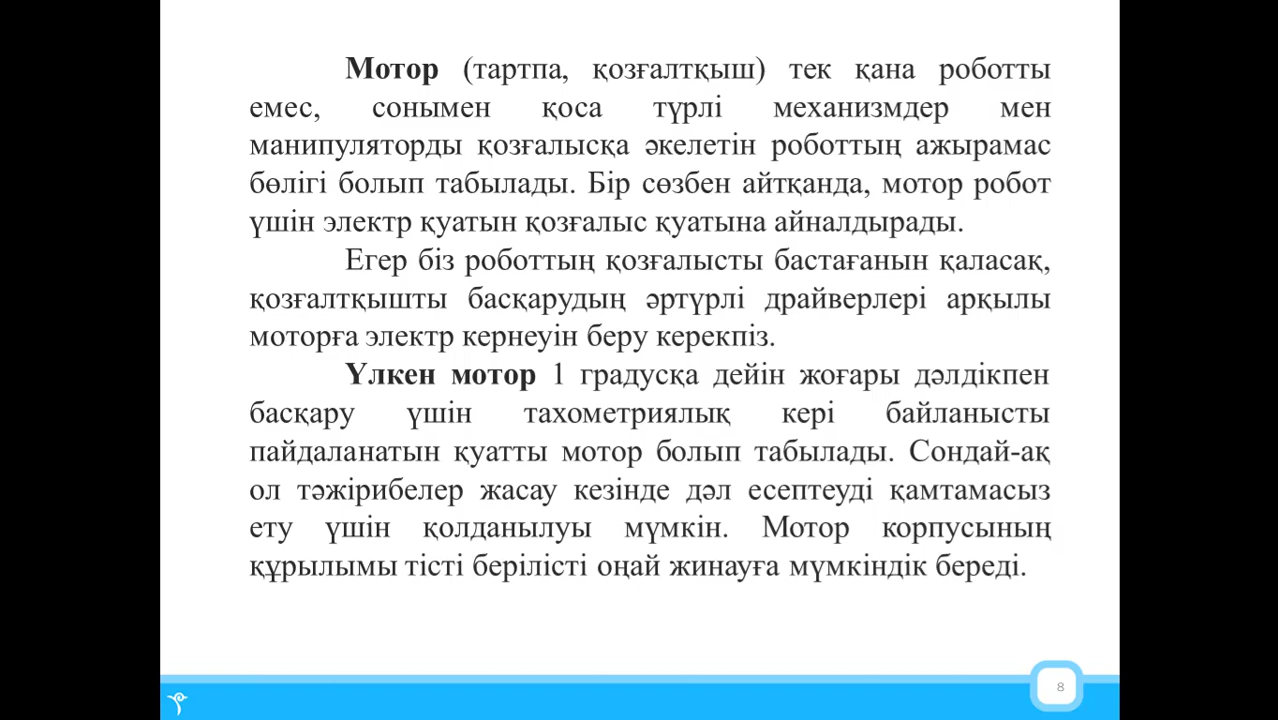 Мотор (тартпа, қозғалтқыш) тек қана роботты
емес, сонымен қоса түрлі механизмдер мен
манипуляторды қозғалысқа әкелетін роботтың ажырамас
бөлігі болып табылады. Бір сөзбен айтқанда, мотор робот
үшін электр қуатын қозғалыс қуатына айналдырады.
Егер біз роботтың қозғалысты бастағанын қаласақ,
қозғалтқышты басқарудың әртүрлі драйверлері арқылы
моторға электр кернеуін беру керекпіз.
Үлкен мотор 1 градусқа дейін жоғары дәлдікпен
басқару үшін тахометриялық кері байланысты
пайдаланатын қуатты мотор болып табылады. Сондай-ақ
ол тәжірибелер жасау кезінде дәл есептеуді қамтамасыз
ету үшін қолданылуы мүмкін. Мотор корпусының
құрылымы тісті берілісті оңай жинауға мүмкіндік береді.
8